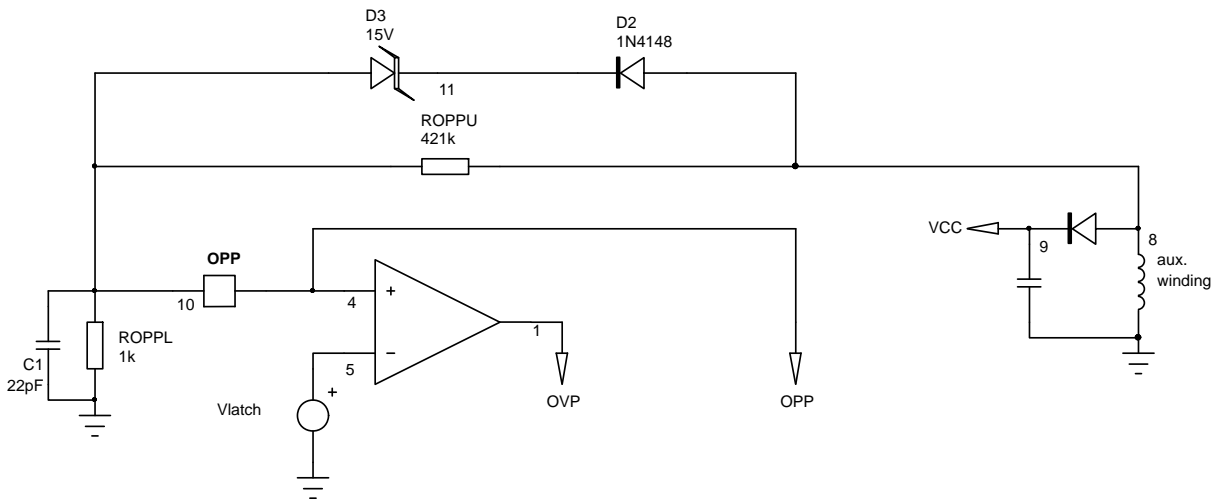 D3
15V
D2
1N4148
11
ROPPU
421k
VCC
9
8
aux.
winding
OPP
10
4
+
ROPPL
1k
C1
22pF
1
5
−
+
Vlatch
OVP
OPP